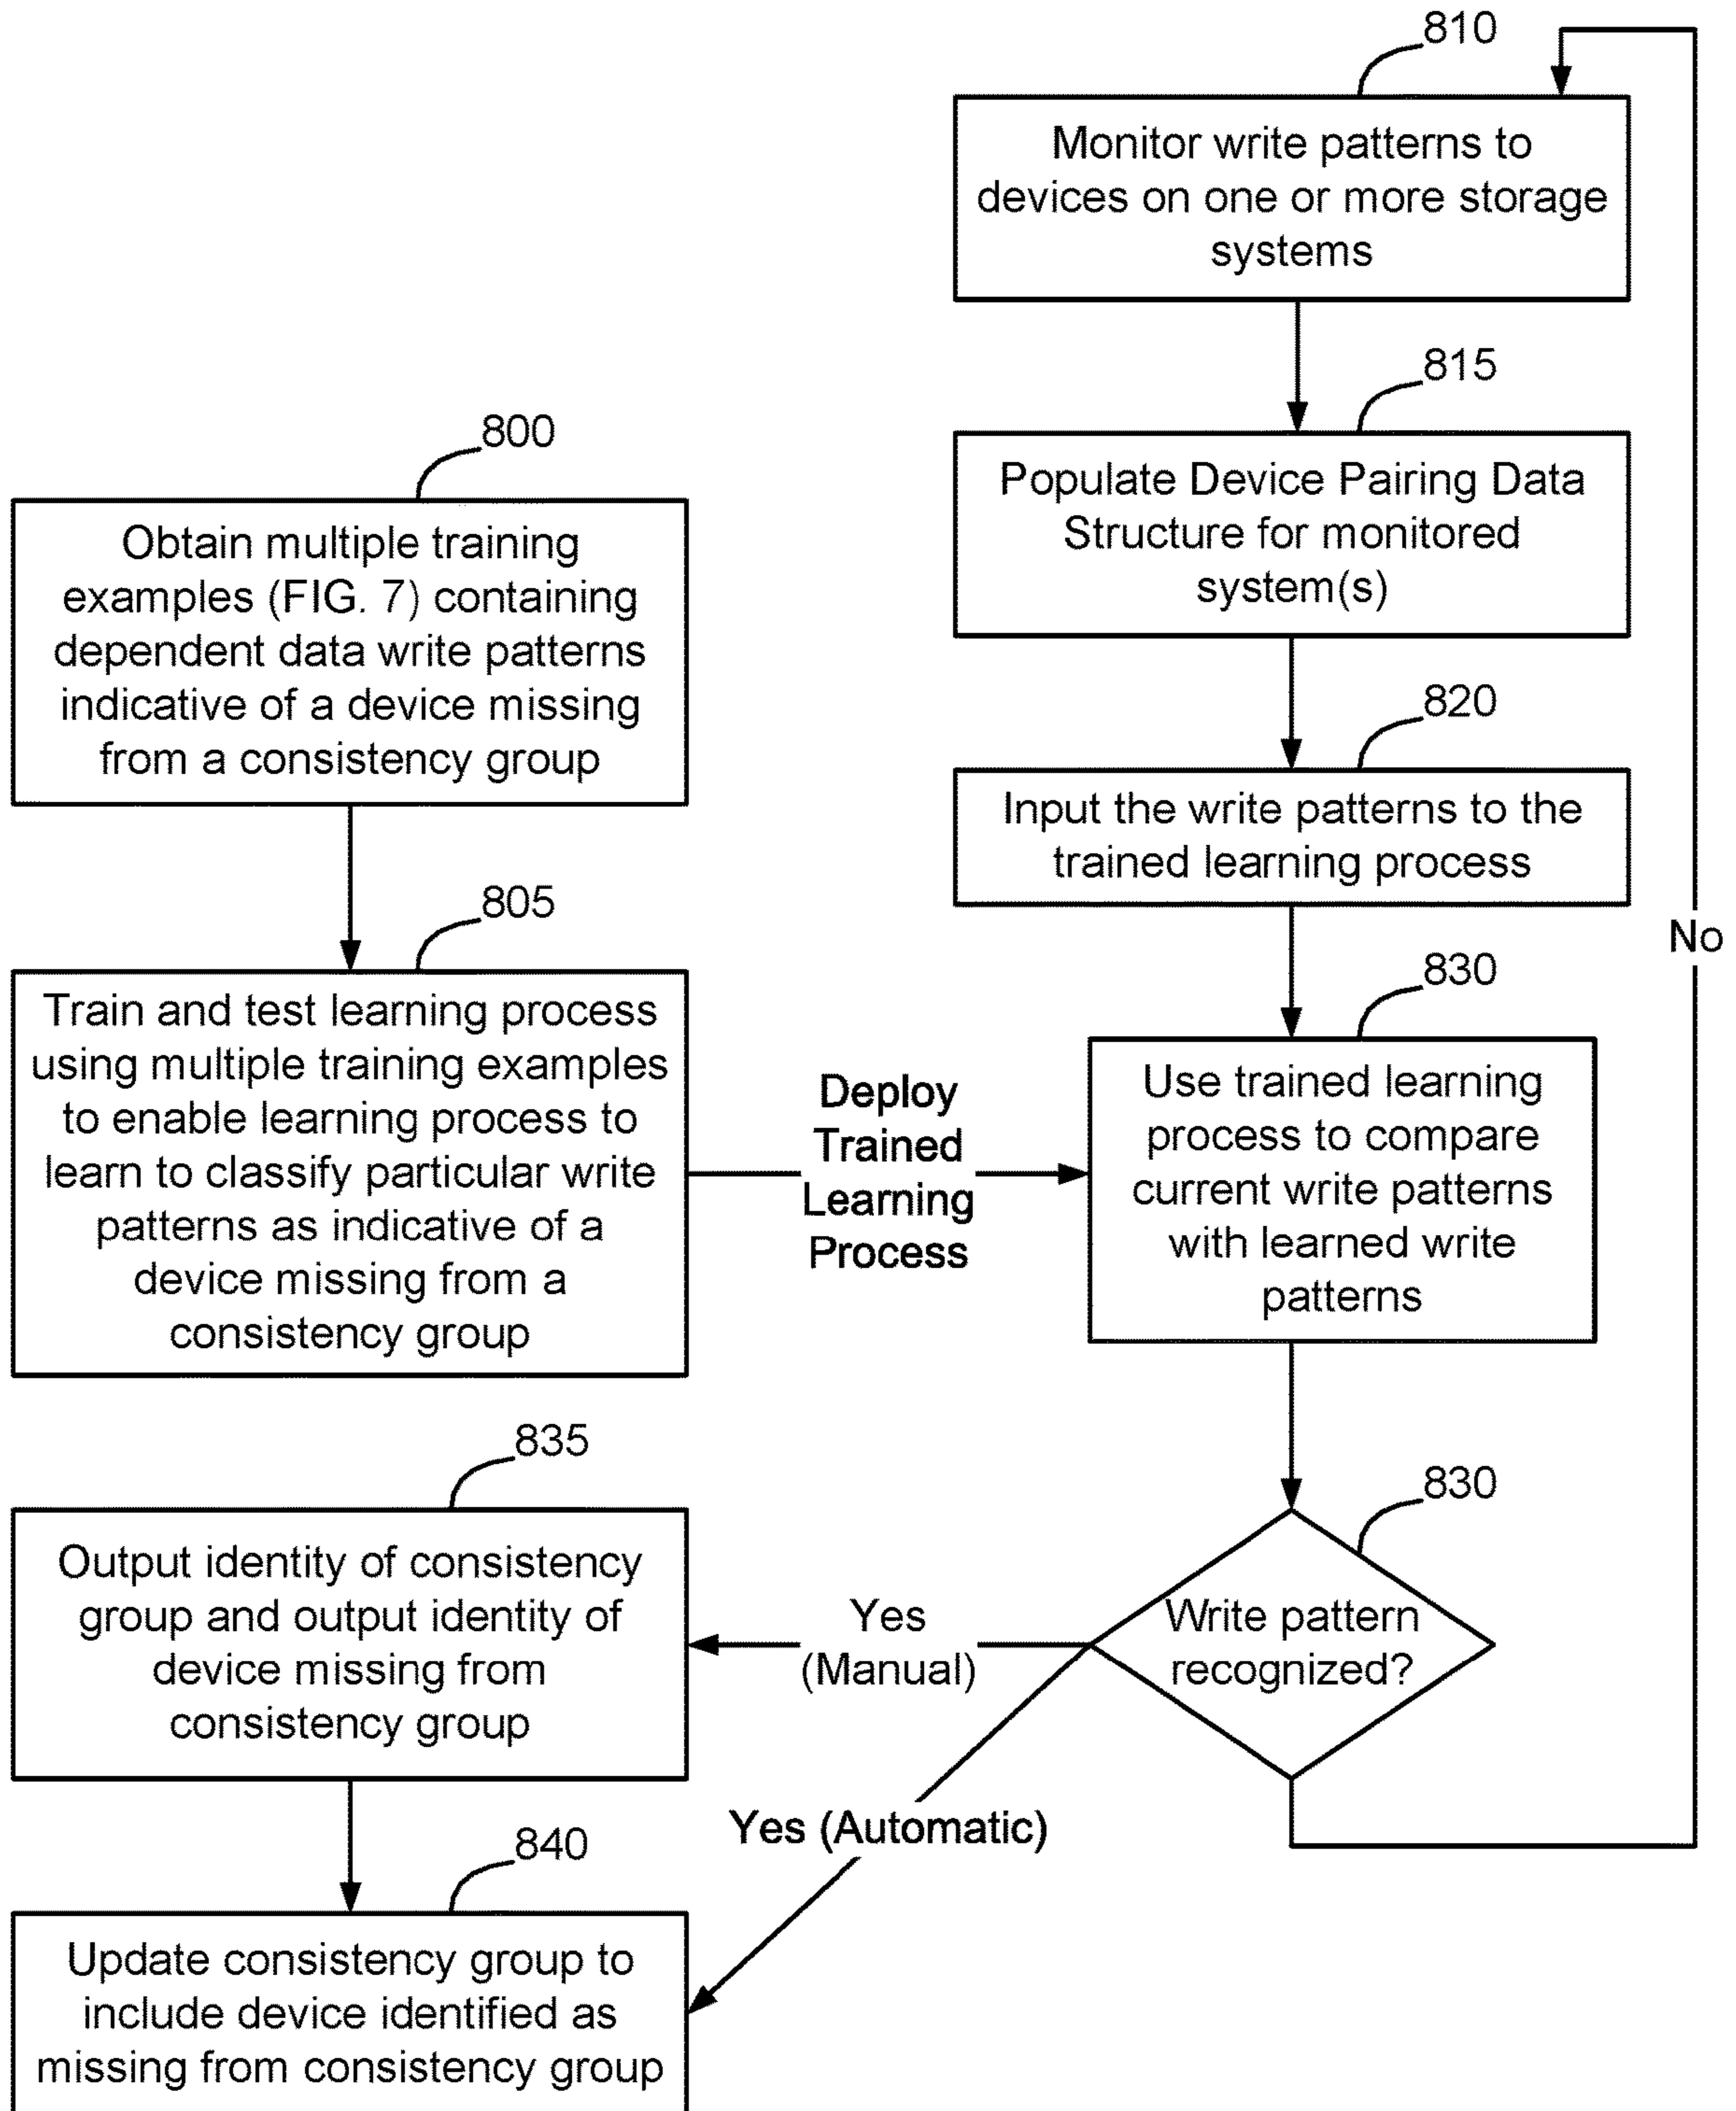 810
Monitor write patterns to
devices on one or more storage
systems
815
Populate Device Pairing Data
Structure for monitored
system(s)
820
Input the write patterns to the
trained learning process
No
830
Use trained learning
process to compare
current write patterns
with learned write
patterns
800
Obtain multiple training
examples (FIG. 7) containing
dependent data write patterns
indicative of a device missing
from a consistency group
805
Train and test learning process
using multiple training examples
to enable learning process to
learn to classify particular write
patterns as indicative of a
device missing from a
consistency group
Deploy
Trained
Learning
Process
830
Write pattern
recognized?
Yes
(Manual)
Yes (Automatic)
835
Output identity of consistency
group and output identity of
device missing from
consistency group
840
Update consistency group to
include device identified as
missing from consistency group